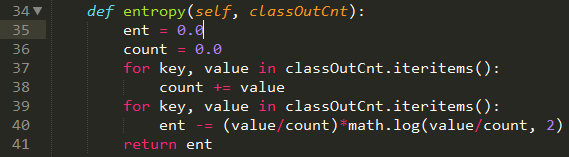 34 def entropy(self, classOutCnt):
35 ent = 0.0
36 count = 0.0
37 for key, value in classOutCnt.iteritems():
38 count += value
39 for key, value in classOutCnt.iteritems():
40 ent -= (value/count)*math.log(value/count, 2)
41 return ent